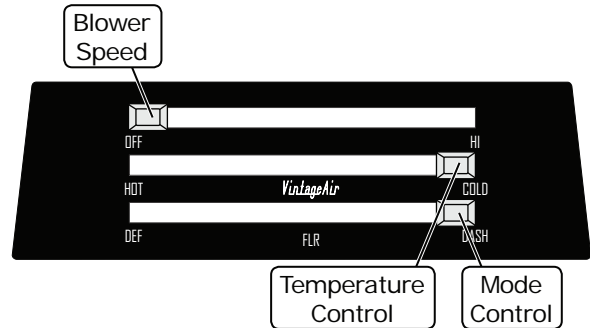 Blower
Speed
OFF
HI
HOT
VintageAir
COLD
DEF
FLR
DASH
Temperature
Control
Mode
Control